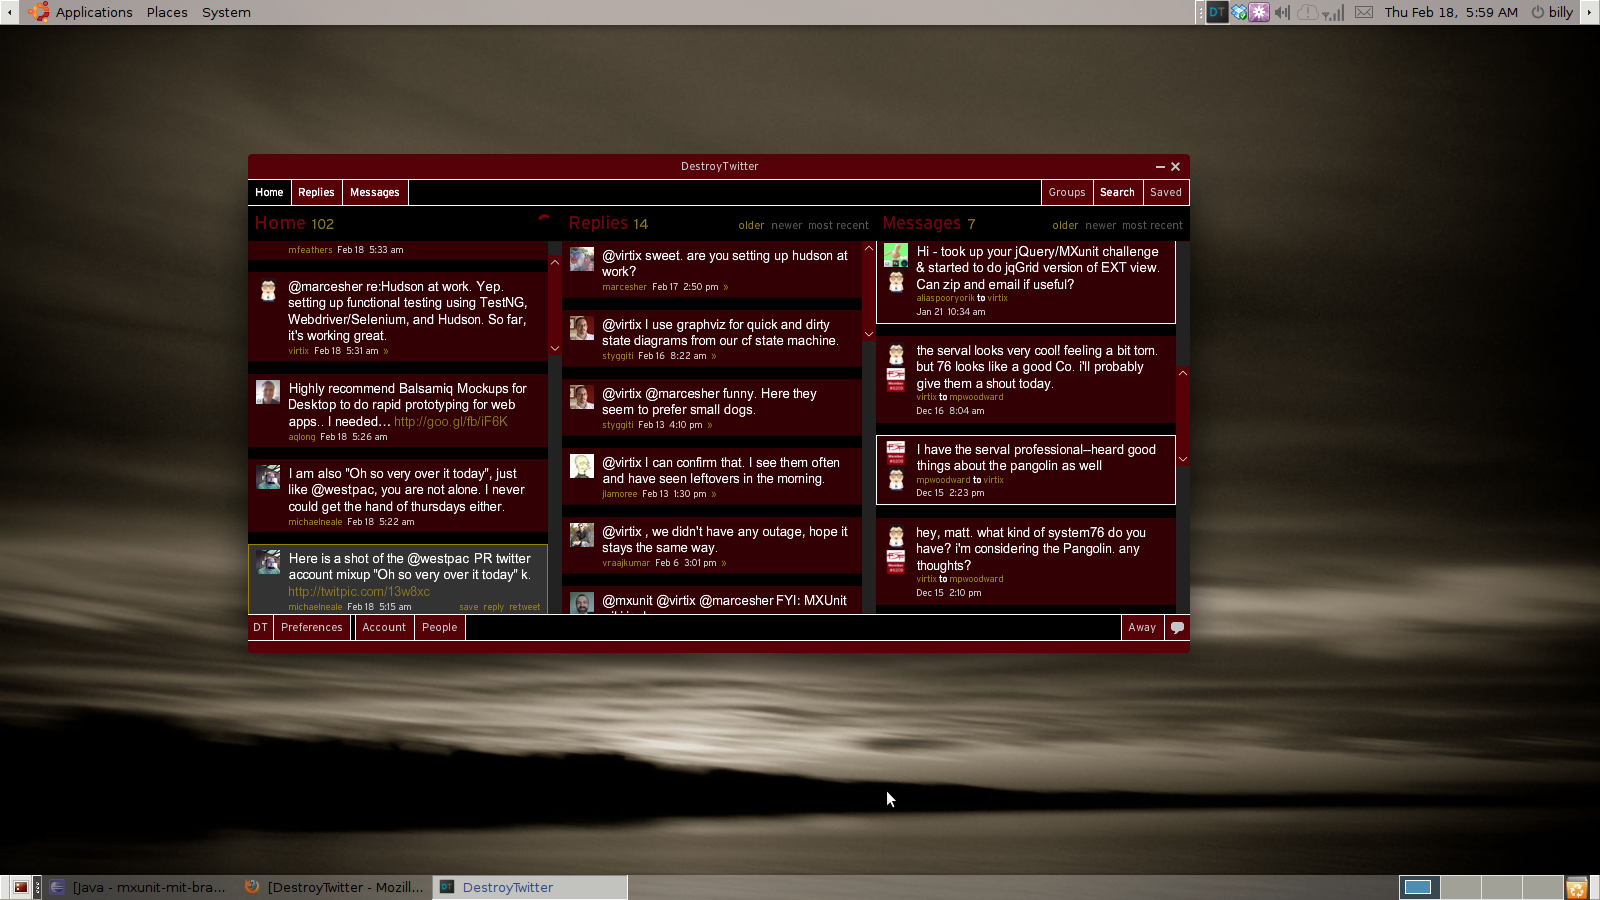 Applications Places System
DT
Thu Feb 18, 5:59 AM
billy
DestroyTwitter
Home Replies Messages
Groups Search Saved
Home 102
mfeathers Feb 18 5:33 am
@marcesher re:Hudson at work. Yep.
setting up functional testing using TestNG,
Webdriver/Selenium, and Hudson. So far,
it's working great.
virtix Feb 18 5:31 am »
Highly recommend Balsamiq Mockups for
Desktop to do rapid prototyping for web
apps.. I needed... http://goo.gl/fb/iF6K
aqlong Feb 18 5:26 am
I am also "Oh so very over it today", just
like @westpac, you are not alone. I never
could get the hand of thursdays either.
michaelneale Feb 18 5:22 am
Here is a shot of the @westpac PR twitter
account mixup "Oh so very over it today" k.
http://twitpic.com/13w8xc
michaelneale Feb 18 5:15 am save reply retweet
Replies 14 older newer most recent
@virtix sweet. are you setting up hudson at
work?
marcesher Feb 17 2:50 pm »
@virtix I use graphviz for quick and dirty
state diagrams from our cf state machine.
styggiti Feb 16 8:22 am »
@virtix @marcesher funny. Here they
seem to prefer small dogs.
styggiti Feb 13 4:10 pm »
@virtix I can confirm that. I see them often
and have seen leftovers in the morning.
jlamoree Feb 13 1:30 pm »
@virtix , we didn't have any outage, hope it
stays the same way.
vraajkumar Feb 6 3:01 pm »
@mxunit @virtix @marcesher FYI: MXUnit
Messages 7 older newer most recent
Hi - took up your jQuery/MXunit challenge
& started to do jqGrid version of EXT view.
Can zip and email if useful?
aliaspooryorik to virtix
Jan 21 10:34 am
the serval looks very cool! feeling a bit torn.
but 76 looks like a good Co. i'll probably
give them a shout today.
virtix to mpwoodward
Dec 16 8:04 am
I have the serval professional--heard good
things about the pangolin as well
mpwoodward to virtix
Dec 15 2:23 pm
hey, matt. what kind of system76 do you
have? i'm considering the Pangolin. any
thoughts?
virtix to mpwoodward
Dec 15 2:10 pm
DT Preferences Account People
Away
[Java - mxunit-mit-bra...
[DestroyTwitter - Mozill...
DT DestroyTwitter